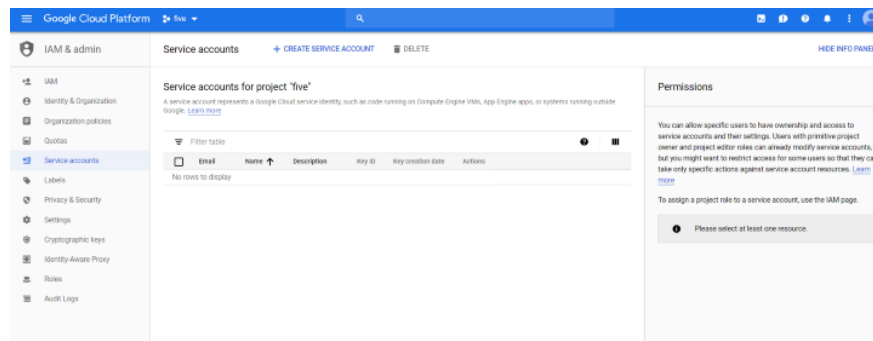 Google Cloud Platform
five
IAM & admin
Service accounts
+ CREATE SERVICE ACCOUNT
DELETE
HIDE INFO PANEL
IAM
Identity & Organization
Organization policies
Quotas
Service accounts
Labels
Privacy & Security
Settings
Cryptographic keys
Identity-Aware Proxy
Roles
Audit Logs
Service accounts for project "five"
A service account represents a Google Cloud service identity, such as code running on Compute Engine VMs, App Engine apps, or systems running outside
Google. Learn more
Filter table
Email Name Description Key ID Key creation date Actions
No rows to display
Permissions
You can allow specific users to have ownership and access to
service accounts and their settings. Users with primitive project
owner and project editor roles can already modify service accounts,
but you might want to restrict access for some users so that they ca
take only specific actions against service account resources. Learn
more
To assign a project role to a service account, use the IAM page.
Please select at least one resource.